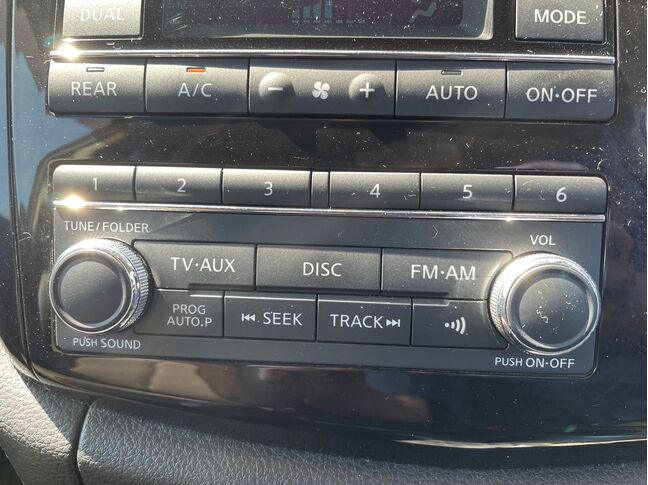 DUAL
MODE
REAR
A/C
AUTO
ON·OFF
1 2 3 4 5 6
TUNE/FOLDER
VOL
TV·AUX
DISC
FM·AM
PROG
AUTO.P
SEEK
TRACK
PUSH SOUND
PUSH ON·OFF